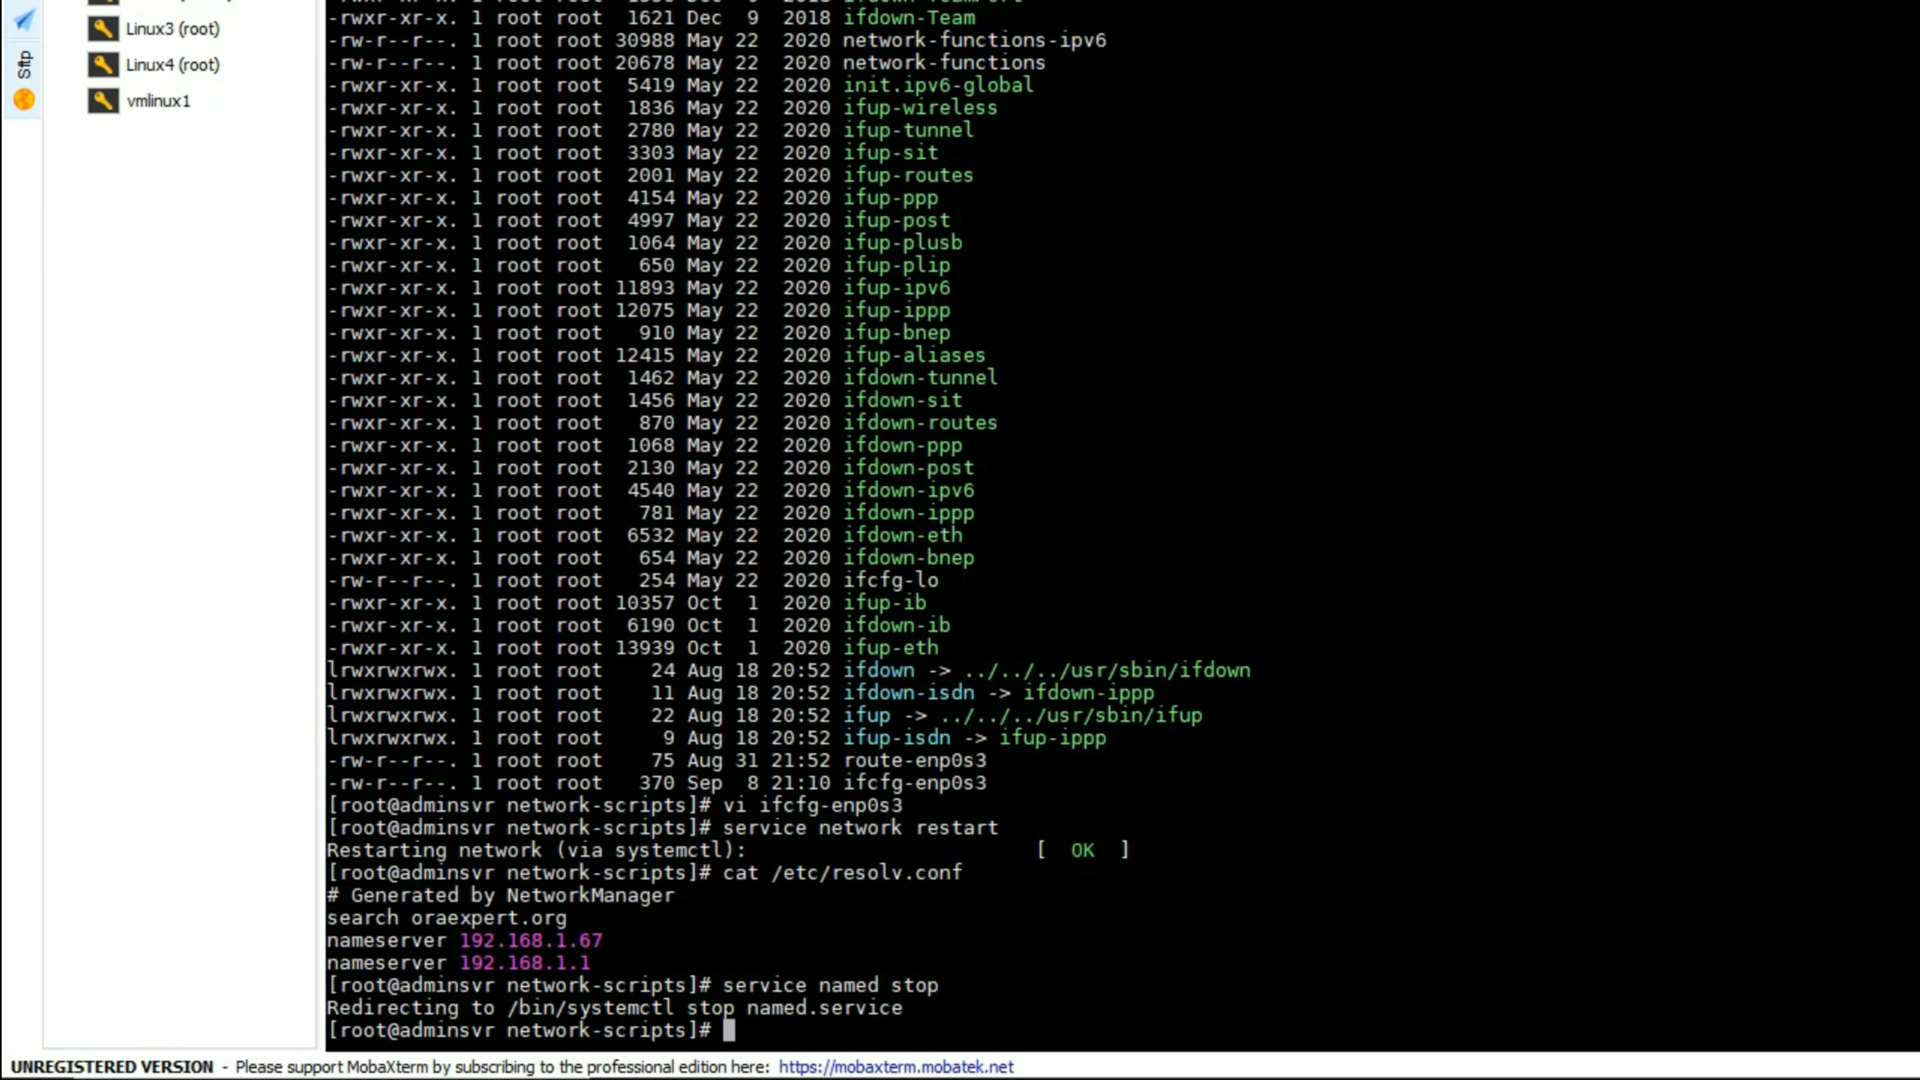 Sftp
Linux3 (root)
Linux4 (root)
vmlinux1
-rwxr-xr-x. 1 root root  1621 Dec  9  2018 ifdown-Team
-rw-r--r--. 1 root root 30988 May 22  2020 network-functions-ipv6
-rw-r--r--. 1 root root 20678 May 22  2020 network-functions
-rwxr-xr-x. 1 root root  5419 May 22  2020 init.ipv6-global
-rwxr-xr-x. 1 root root  1836 May 22  2020 ifup-wireless
-rwxr-xr-x. 1 root root  2780 May 22  2020 ifup-tunnel
-rwxr-xr-x. 1 root root  3303 May 22  2020 ifup-sit
-rwxr-xr-x. 1 root root  2001 May 22  2020 ifup-routes
-rwxr-xr-x. 1 root root  4154 May 22  2020 ifup-ppp
-rwxr-xr-x. 1 root root  4997 May 22  2020 ifup-post
-rwxr-xr-x. 1 root root  1064 May 22  2020 ifup-plusb
-rwxr-xr-x. 1 root root   650 May 22  2020 ifup-plip
-rwxr-xr-x. 1 root root 11893 May 22  2020 ifup-ipv6
-rwxr-xr-x. 1 root root 12075 May 22  2020 ifup-ippp
-rwxr-xr-x. 1 root root   910 May 22  2020 ifup-bnep
-rwxr-xr-x. 1 root root 12415 May 22  2020 ifup-aliases
-rwxr-xr-x. 1 root root  1462 May 22  2020 ifdown-tunnel
-rwxr-xr-x. 1 root root  1456 May 22  2020 ifdown-sit
-rwxr-xr-x. 1 root root   870 May 22  2020 ifdown-routes
-rwxr-xr-x. 1 root root  1068 May 22  2020 ifdown-ppp
-rwxr-xr-x. 1 root root  2130 May 22  2020 ifdown-post
-rwxr-xr-x. 1 root root  4540 May 22  2020 ifdown-ipv6
-rwxr-xr-x. 1 root root   781 May 22  2020 ifdown-ippp
-rwxr-xr-x. 1 root root  6532 May 22  2020 ifdown-eth
-rwxr-xr-x. 1 root root   654 May 22  2020 ifdown-bnep
-rw-r--r--. 1 root root   254 May 22  2020 ifcfg-lo
-rwxr-xr-x. 1 root root 10357 Oct  1  2020 ifup-ib
-rwxr-xr-x. 1 root root  6190 Oct  1  2020 ifdown-ib
-rwxr-xr-x. 1 root root 13939 Oct  1  2020 ifup-eth
lrwxrwxrwx. 1 root root    24 Aug 18 20:52 ifdown -> ../../../usr/sbin/ifdown
lrwxrwxrwx. 1 root root    11 Aug 18 20:52 ifdown-isdn -> ifdown-ippp
lrwxrwxrwx. 1 root root    22 Aug 18 20:52 ifup -> ../../../usr/sbin/ifup
lrwxrwxrwx. 1 root root     9 Aug 18 20:52 ifup-isdn -> ifup-ippp
-rw-r--r--. 1 root root    75 Aug 31 21:52 route-enp0s3
-rw-r--r--. 1 root root   370 Sep  8 21:10 ifcfg-enp0s3
[root@adminsvr network-scripts]# vi ifcfg-enp0s3
[root@adminsvr network-scripts]# service network restart
Restarting network (via systemctl):                        [  OK  ]
[root@adminsvr network-scripts]# cat /etc/resolv.conf
# Generated by NetworkManager
search oraexpert.org
nameserver 192.168.1.67
nameserver 192.168.1.1
[root@adminsvr network-scripts]# service named stop
Redirecting to /bin/systemctl stop named.service
[root@adminsvr network-scripts]#
UNREGISTERED VERSION - Please support MobaXterm by subscribing to the professional edition here: https://mobaxterm.mobatek.net